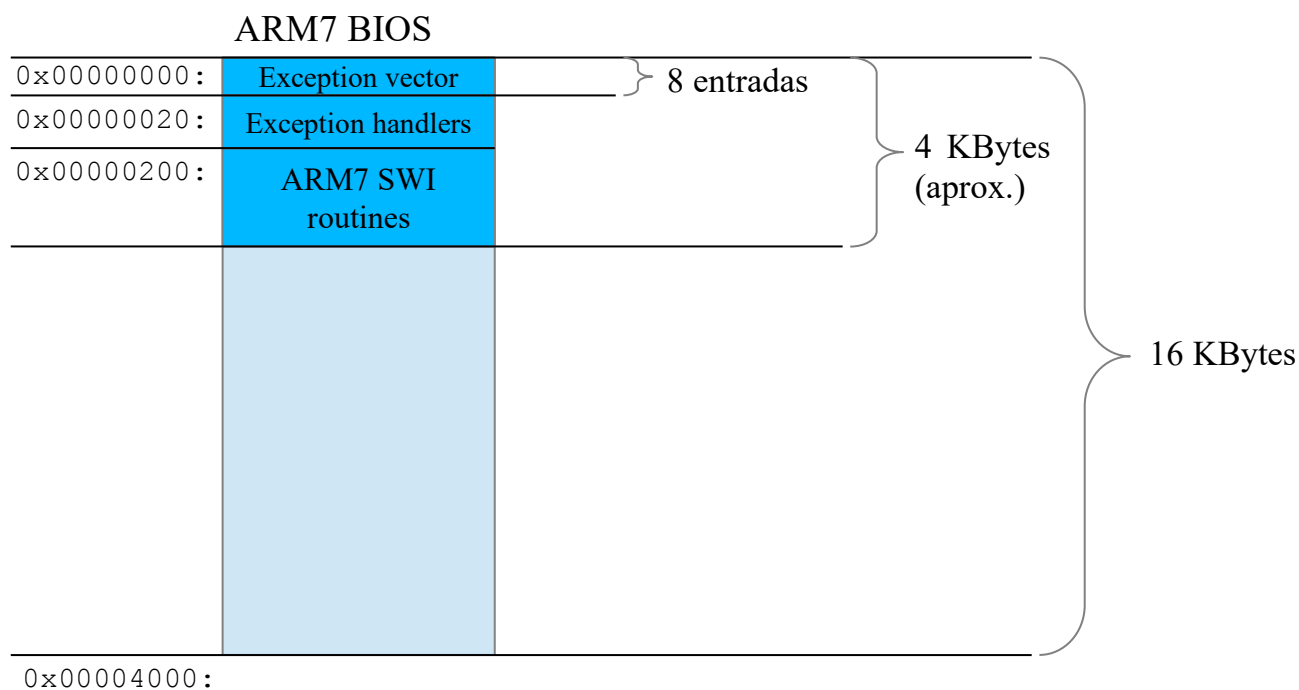 ARM7 BIOS
0x00000000:
Exception vector
8 entradas
0x00000020:
Exception handlers
4 KBytes
(aprox.)
0x00000200:
ARM7 SWI
routines
16 KBytes
0x00004000: